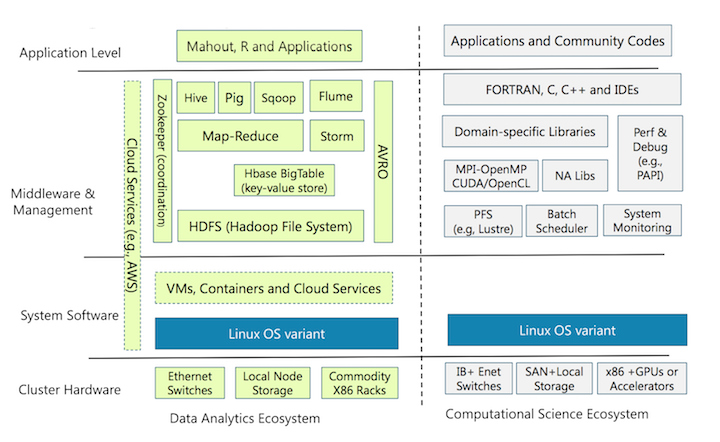 Application Level
Mahout, R and Applications
Applications and Community Codes
Middleware &
Management
Cloud Services (e.g., AWS)
Zookeeper (coordination)
Hive
Pig
Sqoop
Flume
Map-Reduce
Storm
Hbase BigTable
(key-value store)
HDFS (Hadoop File System)
AVRO
FORTRAN, C, C++ and IDEs
Domain-specific Libraries
Perf &
Debug
(e.g.,
PAPI)
MPI-OpenMP
CUDA/OpenCL
NA Libs
PFS
(e.g, Lustre)
Batch
Scheduler
System
Monitoring
System Software
VMs, Containers and Cloud Services
Linux OS variant
Linux OS variant
Cluster Hardware
Ethernet
Switches
Local Node
Storage
Commodity
X86 Racks
IB+ Enet
Switches
SAN+Local
Storage
x86 +GPUs or
Accelerators
Data Analytics Ecosystem
Computational Science Ecosystem